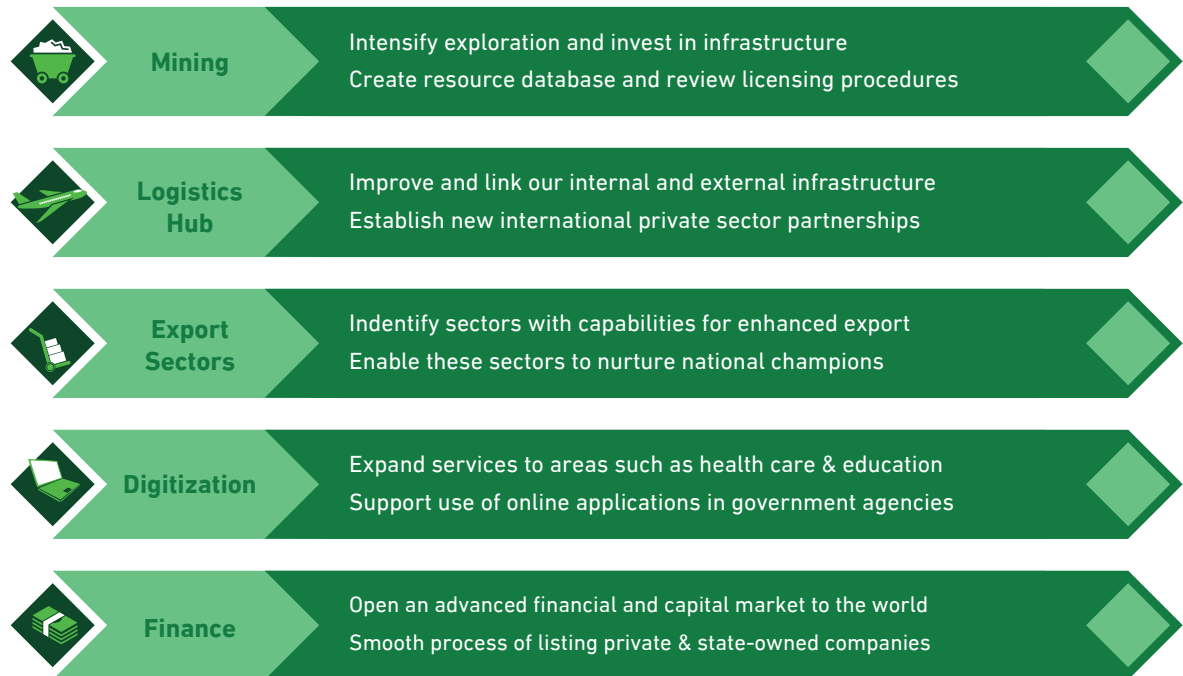 Mining
Intensify exploration and invest in infrastructure
Create resource database and review licensing procedures
Logistics
Hub
Improve and link our internal and external infrastructure
Establish new international private sector partnerships
Export
Sectors
Indentify sectors with capabilities for enhanced export
Enable these sectors to nurture national champions
Digitization
Expand services to areas such as health care & education
Support use of online applications in government agencies
Finance
Open an advanced financial and capital market to the world
Smooth process of listing private & state-owned companies